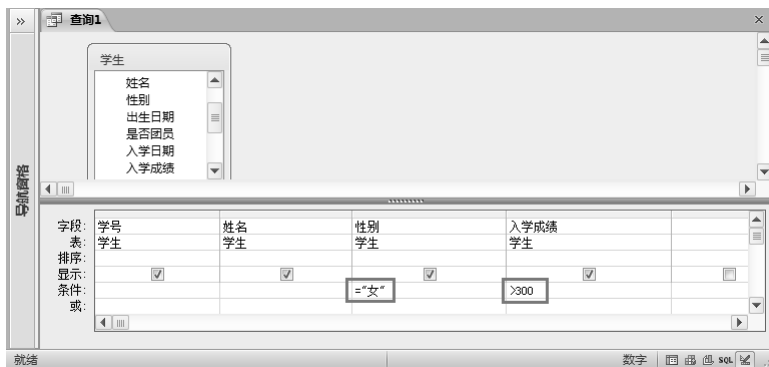 查询1
学生
姓名
性别
出生日期
是否团员
入学日期
入学成绩
导航窗格
字段: 学号 姓名 性别 入学成绩
表: 学生 学生 学生 学生
排序:
显示:
条件: ="女" >300
或:
就绪 数字 SQL